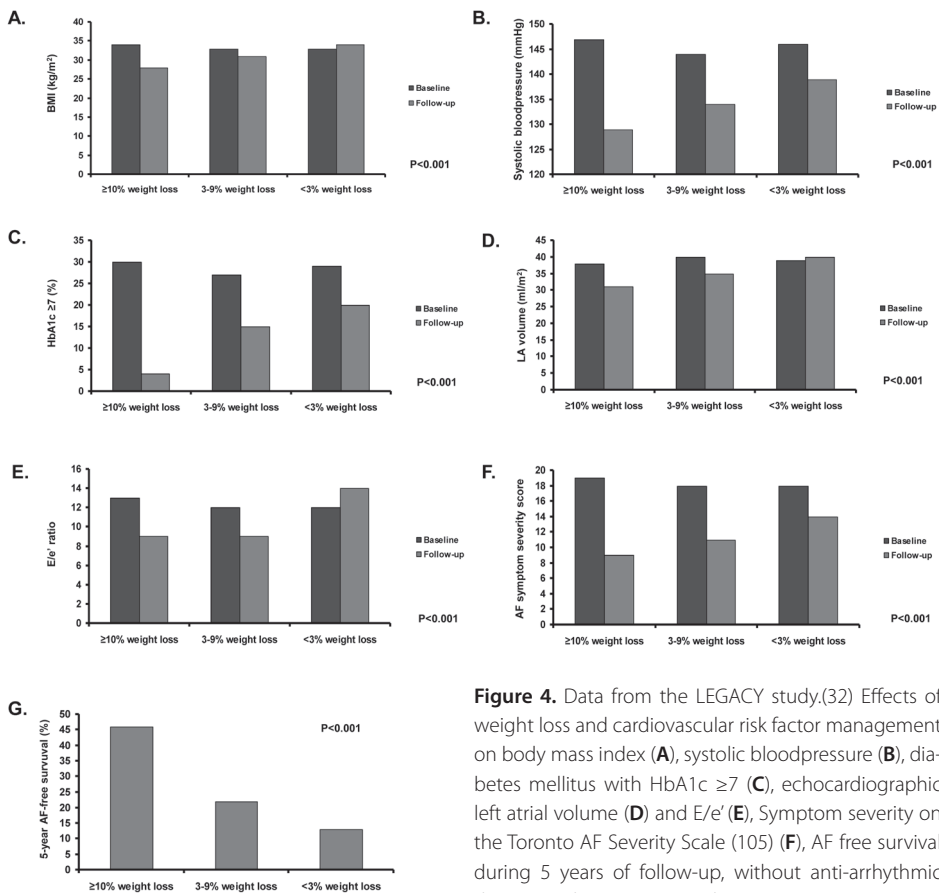 A.
BMI (kg/m²)
40
35
30
25
20
15
10
5
0
≥10% weight loss 3-9% weight loss <3% weight loss
Baseline
Follow-up
P<0.001
B.
Systolic bloodpressure (mmHg)
150
145
140
135
130
125
120
≥10% weight loss 3-9% weight loss <3% weight loss
Baseline
Follow-up
P<0.001
C.
HbA1c ≥7 (%)
35
30
25
20
15
10
5
0
≥10% weight loss 3-9% weight loss <3% weight loss
Baseline
Follow-up
P<0.001
D.
LA volume (ml/m²)
45
40
35
30
25
20
15
10
5
0
≥10% weight loss 3-9% weight loss <3% weight loss
Baseline
Follow-up
P<0.001
E.
E/e' ratio
16
14
12
10
8
6
4
2
0
≥10% weight loss 3-9% weight loss <3% weight loss
Baseline
Follow-up
P<0.001
F.
AF symptom severity score
20
18
16
14
12
10
8
6
4
2
0
≥10% weight loss 3-9% weight loss <3% weight loss
Baseline
Follow-up
P<0.001
G.
5-year AF-free survuval (%)
50
45
40
35
30
25
20
15
10
5
0
≥10% weight loss 3-9% weight loss <3% weight loss
P<0.001
Figure 4. Data from the LEGACY study.(32) Effects of
weight loss and cardiovascular risk factor management
on body mass index (A), systolic bloodpressure (B), dia-
betes mellitus with HbA1c ≥7 (C), echocardiographic
left atrial volume (D) and E/e' (E), Symptom severity on
the Toronto AF Severity Scale (105) (F), AF free survival
during 5 years of follow-up, without anti-arrhythmic